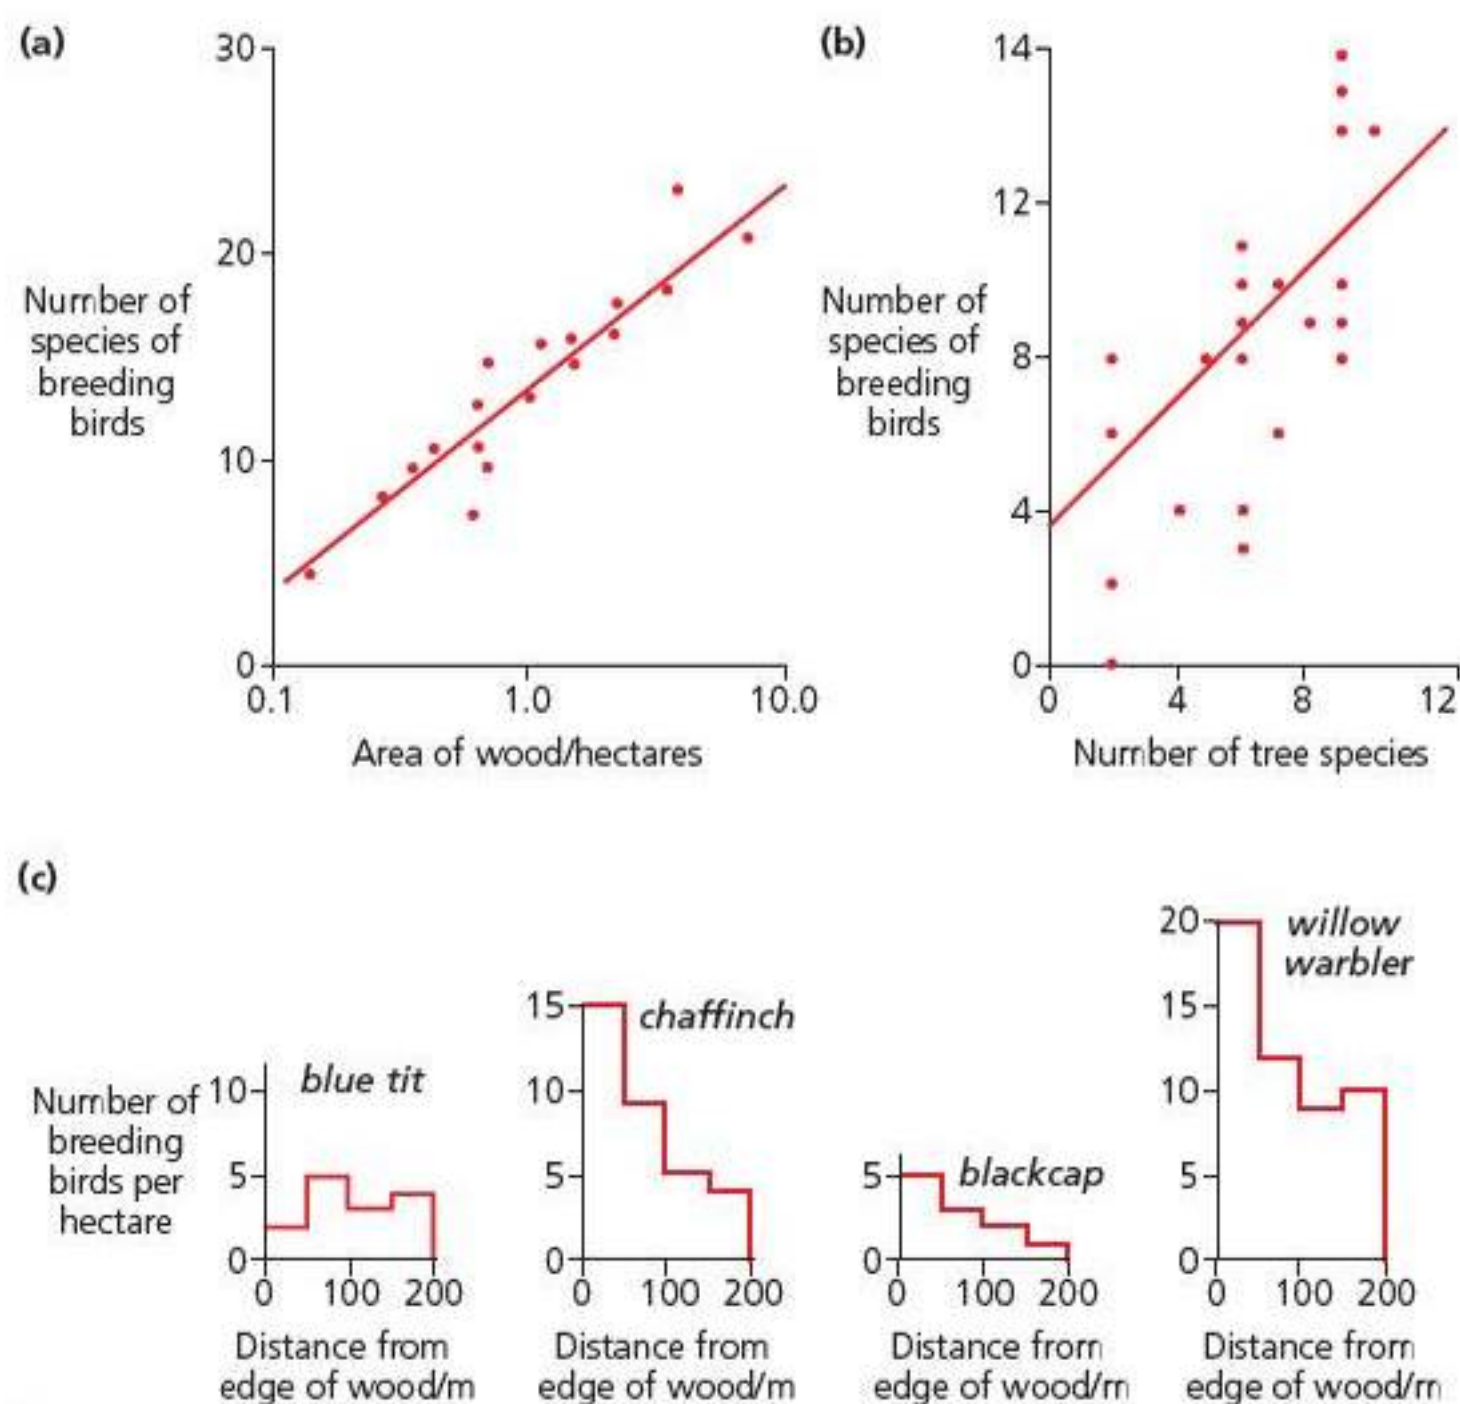 (a)
30
20
10
0
Number of
species of
breeding
birds
0.1 1.0 10.0
Area of wood/hectares
(b)
14
12
8
4
0
Number of
species of
breeding
birds
0 4 8 12
Number of tree species
(c)
Number of
breeding
birds per
hectare
10
5
0
blue tit
0 100 200
Distance from
edge of wood/m
15
10
5
0
chaffinch
0 100 200
Distance from
edge of wood/m
5
0
blackcap
0 100 200
Distance from
edge of wood/m
20
15
10
5
0
willow
warbler
0 100 200
Distance from
edge of wood/m